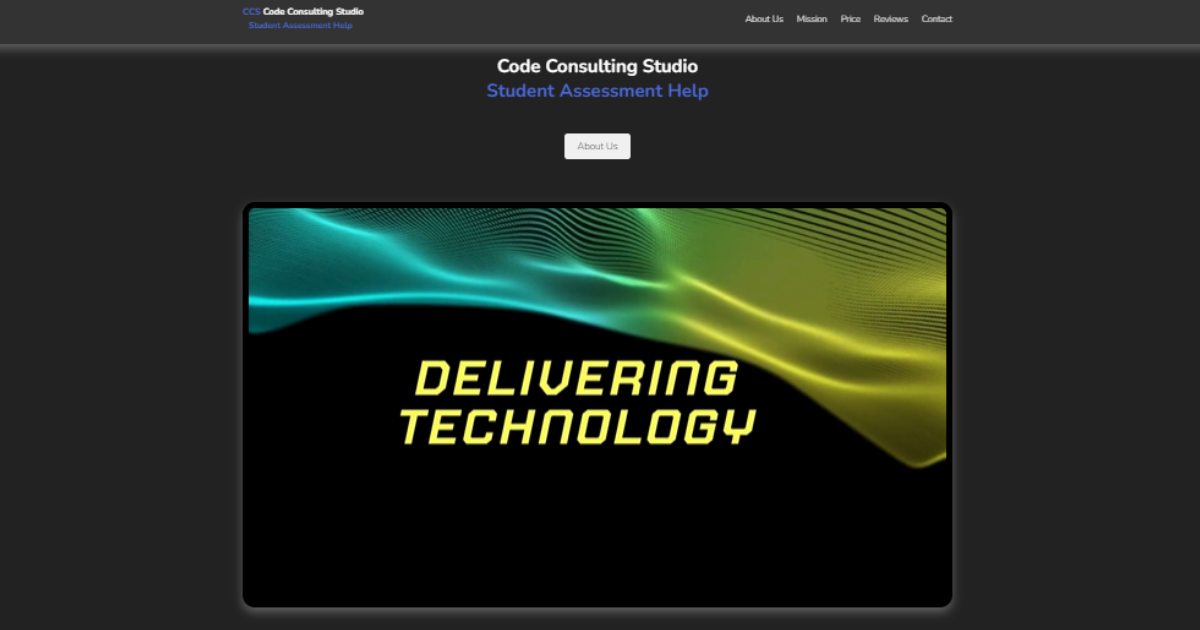 CCS Code Consulting Studio
Student Assessment Help
About Us Mission Price Reviews Contact
Code Consulting Studio
Student Assessment Help
About Us
DELIVERING
TECHNOLOGY